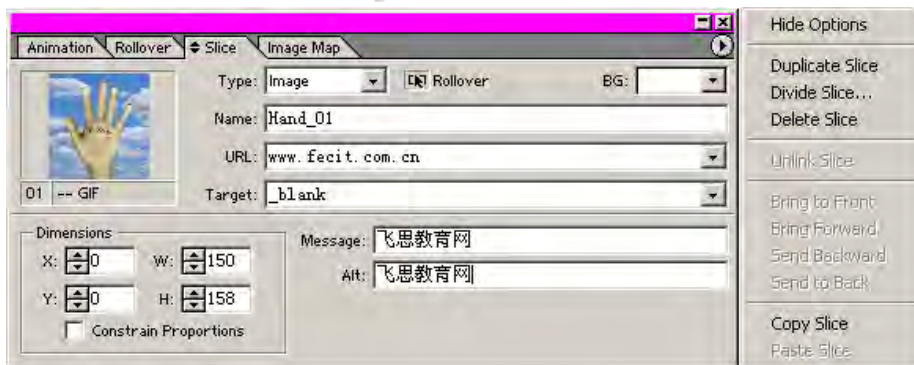 Animation Rollover Slice Image Map
Type: Image Rollover BG:
Name: Hand_01
URL: www.fecit.com.cn
01 -- GIF Target: _blank
Dimensions
X: 0 W: 150
Y: 0 H: 158
Constrain Proportions
Message: 飞思教育网
Alt: 飞思教育网
Hide Options
Duplicate Slice
Divide Slice...
Delete Slice
Unlink Slice
Bring to Front
Bring Forward
Send Backward
Send to Back
Copy Slice
Paste Slice